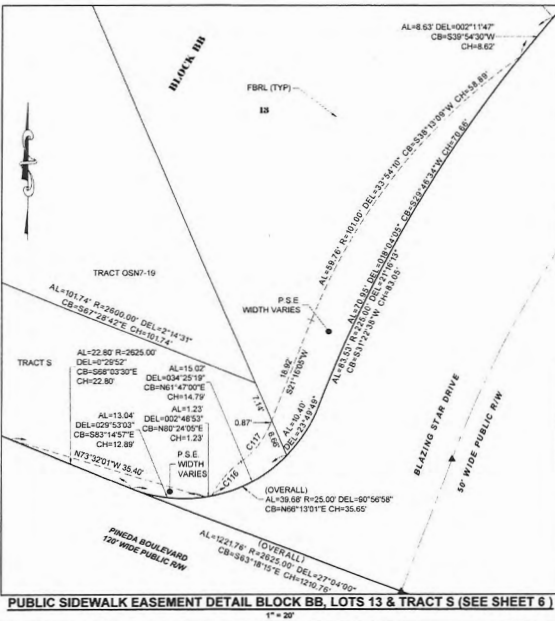 AL=8.63' DEL=002°11'47"
CB=S39°54'30"W
CH=8.62'
BLOCK BB
FBRL (TYP)
13
AL=59.76' R=101.00' DEL=33°54'10" CB=S38°13'09"W CH=58.89'
AL=70.95' DEL=018°04'05" CB=S29°46'34"W CH=70.66'
AL=83.53' R=225.00' DEL=21°16'13"
CB=S31°22'38"W CH=83.05'
TRACT OSN7-19
AL=101.74' R=2600.00' DEL=2°14'31"
CB=S67°28'42"E CH=101.74'
P.S.E.
WIDTH VARIES
18.92'
S21°16'05"W
TRACT S
AL=22.80' R=2625.00'
DEL=0°29'52"
CB=S68°03'30"E
CH=22.80'
AL=15.02'
DEL=034°25'19"
CB=N61°47'00"E
CH=14.79'
7.14'
0.87'
6.66'
AL=10.40'
DEL=23°49'49"
AL=13.04'
DEL=029°53'03"
CB=S83°14'57"E
CH=12.89'
AL=1.23'
DEL=002°48'53"
CB=N80°24'05"E
CH=1.23'
P.S.E.
WIDTH
VARIES
C117
C116
N73°32'01"W 35.40'
(OVERALL)
AL=39.68' R=25.00' DEL=90°56'58"
CB=N66°13'01"E CH=35.65'
BLAZING STAR DRIVE
50' WIDE PUBLIC R/W
PINEDA BOULEVARD
120' WIDE PUBLIC R/W
(OVERALL)
AL=1221.76' R=2625.00' DEL=27°04'00"
CB=S63°18'15"E CH=1210.76'
PUBLIC SIDEWALK EASEMENT DETAIL BLOCK BB, LOTS 13 & TRACT S (SEE SHEET 6 )
1" = 20'